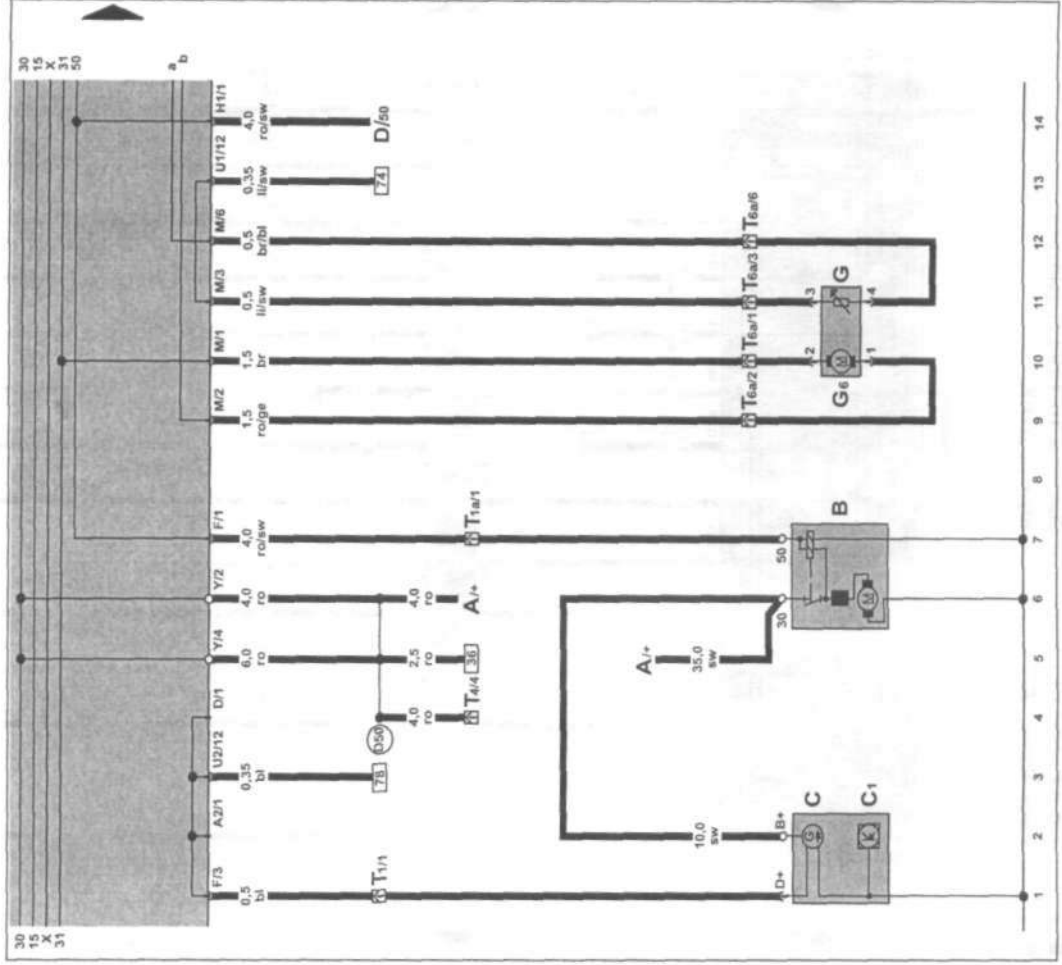 30
15
X
31
50
a
b
30
15
X
31
F/3
A2/1
U2/12
D/1
Y/4
Y/2
F/1
M/2
M/1
M/3
M/6
U1/12
H1/1
0,5
bl
0,35
bl
6,0
ro
4,0
ro
4,0
ro/sw
1,5
ro/ge
1,5
br
0,5
li/sw
0,5
br/bl
0,35
li/sw
4,0
ro/sw
T1/1
78
D50
4,0
ro
2,5
ro
4,0
ro
T4/4
36
A/+
T1a/1
74
D/50
A/+
35,0
sw
10,0
sw
T6a/2
T6a/1
T6a/3
T6a/6
D+
B+
30
50
2
3
G
C
K
C1
M
B
M
G6
G
1
4
1
2
3
4
5
6
7
8
9
10
11
12
13
14